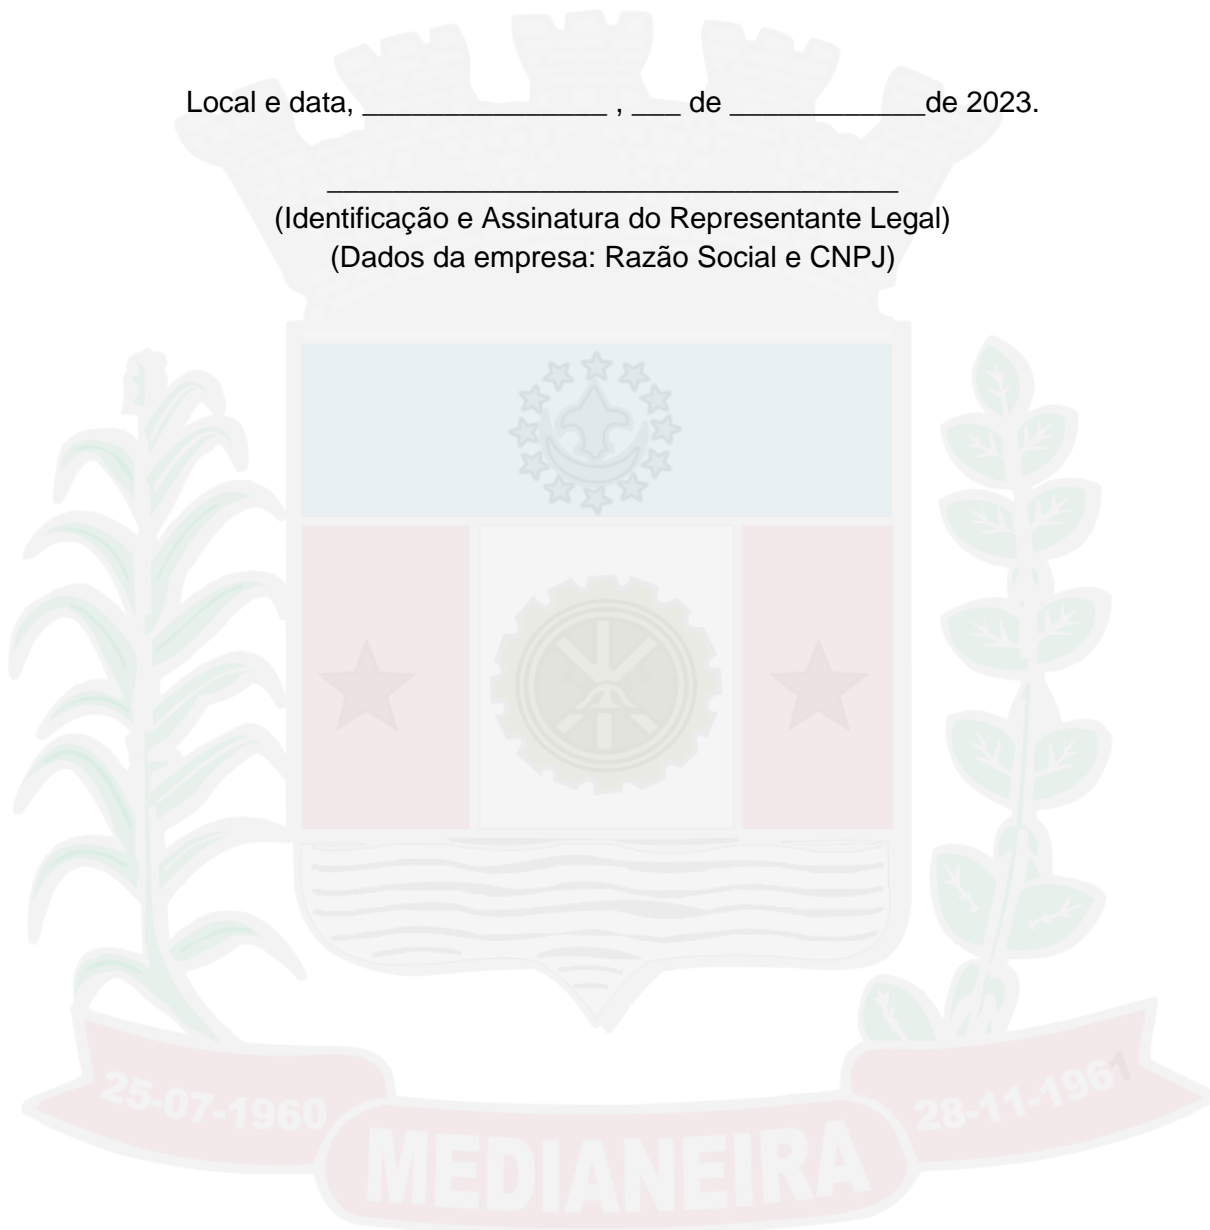 Local e data, _______________ , ___ de ____________de 2023.
___________________________________
(Identificação e Assinatura do Representante Legal)
(Dados da empresa: Razão Social e CNPJ)
25-07-1960
28-11-1961
MEDIANEIRA